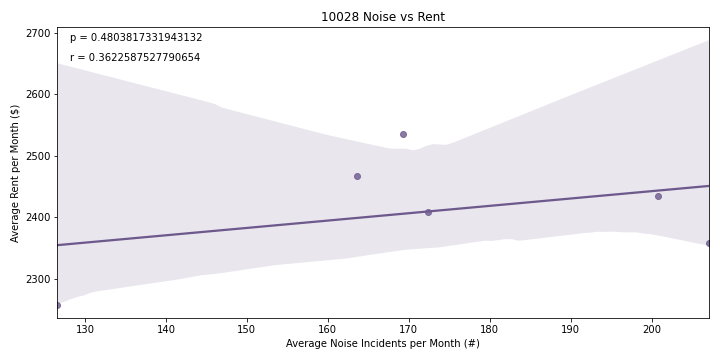 10028 Noise vs Rent
p = 0.4803817331943132
r = 0.3622587527790654
2700
2600
2500
2400
2300
Average Rent per Month ($)
130 140 150 160 170 180 190 200
Average Noise Incidents per Month (#)